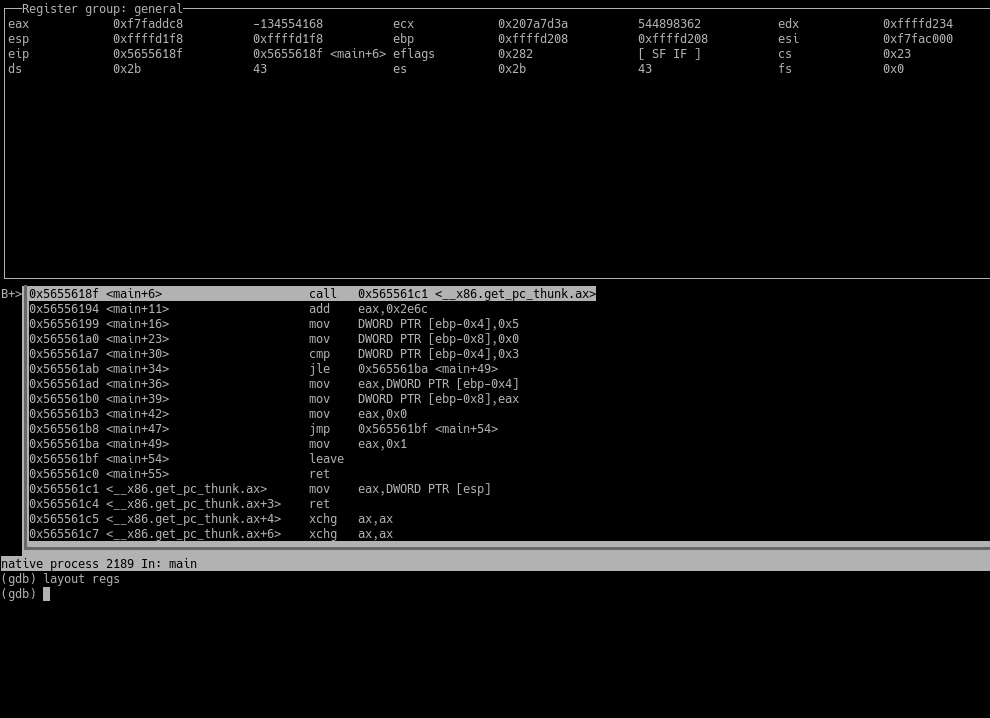 Register group: general
eax 0xf7faddc8 -134554168 ecx 0x207a7d3a 544898362 edx 0xffffd234
esp 0xffffd1f8 0xffffd1f8 ebp 0xffffd208 0xffffd208 esi 0xf7fac000
eip 0x5655618f 0x5655618f <main+6> eflags 0x282 [ SF IF ] cs 0x23
ds 0x2b 43 es 0x2b 43 fs 0x0
B+>0x5655618f <main+6> call 0x565561c1 <__x86.get_pc_thunk.ax>
0x56556194 <main+11> add eax,0x2e6c
0x56556199 <main+16> mov DWORD PTR [ebp-0x4],0x5
0x565561a0 <main+23> mov DWORD PTR [ebp-0x8],0x0
0x565561a7 <main+30> cmp DWORD PTR [ebp-0x4],0x3
0x565561ab <main+34> jle 0x565561ba <main+49>
0x565561ad <main+36> mov eax,DWORD PTR [ebp-0x4]
0x565561b0 <main+39> mov DWORD PTR [ebp-0x8],eax
0x565561b3 <main+42> mov eax,0x0
0x565561b8 <main+47> jmp 0x565561bf <main+54>
0x565561ba <main+49> mov eax,0x1
0x565561bf <main+54> leave
0x565561c0 <main+55> ret
0x565561c1 <__x86.get_pc_thunk.ax> mov eax,DWORD PTR [esp]
0x565561c4 <__x86.get_pc_thunk.ax+3> ret
0x565561c5 <__x86.get_pc_thunk.ax+4> xchg ax,ax
0x565561c7 <__x86.get_pc_thunk.ax+6> xchg ax,ax
native process 2189 In: main
(gdb) layout regs
(gdb)